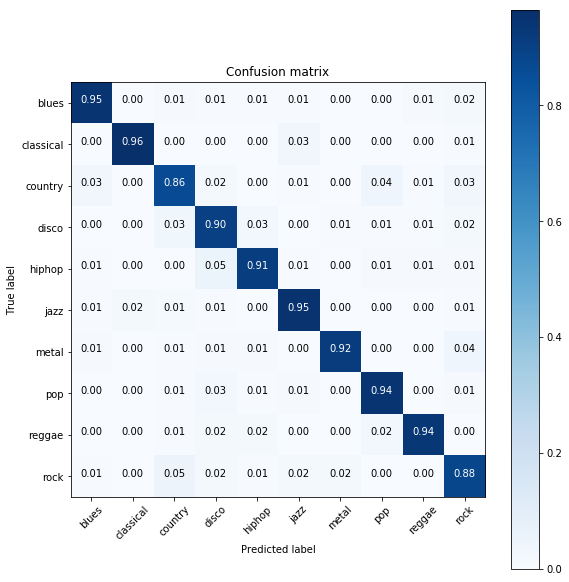 Confusion matrix
True label
blues 0.95 0.00 0.01 0.01 0.01 0.01 0.00 0.00 0.01 0.02
classical 0.00 0.96 0.00 0.00 0.00 0.03 0.00 0.00 0.00 0.01
country 0.03 0.00 0.86 0.02 0.00 0.01 0.00 0.04 0.01 0.03
disco 0.00 0.00 0.03 0.90 0.03 0.00 0.01 0.01 0.01 0.02
hiphop 0.01 0.00 0.00 0.05 0.91 0.01 0.00 0.01 0.01 0.01
jazz 0.01 0.02 0.01 0.01 0.00 0.95 0.00 0.00 0.00 0.01
metal 0.01 0.00 0.01 0.01 0.01 0.00 0.92 0.00 0.00 0.04
pop 0.00 0.00 0.01 0.03 0.01 0.01 0.00 0.94 0.00 0.01
reggae 0.00 0.00 0.01 0.02 0.02 0.00 0.00 0.02 0.94 0.00
rock 0.01 0.00 0.05 0.02 0.01 0.02 0.02 0.00 0.00 0.88
blues classical country disco hiphop jazz metal pop reggae rock
Predicted label
0.8
0.6
0.4
0.2
0.0